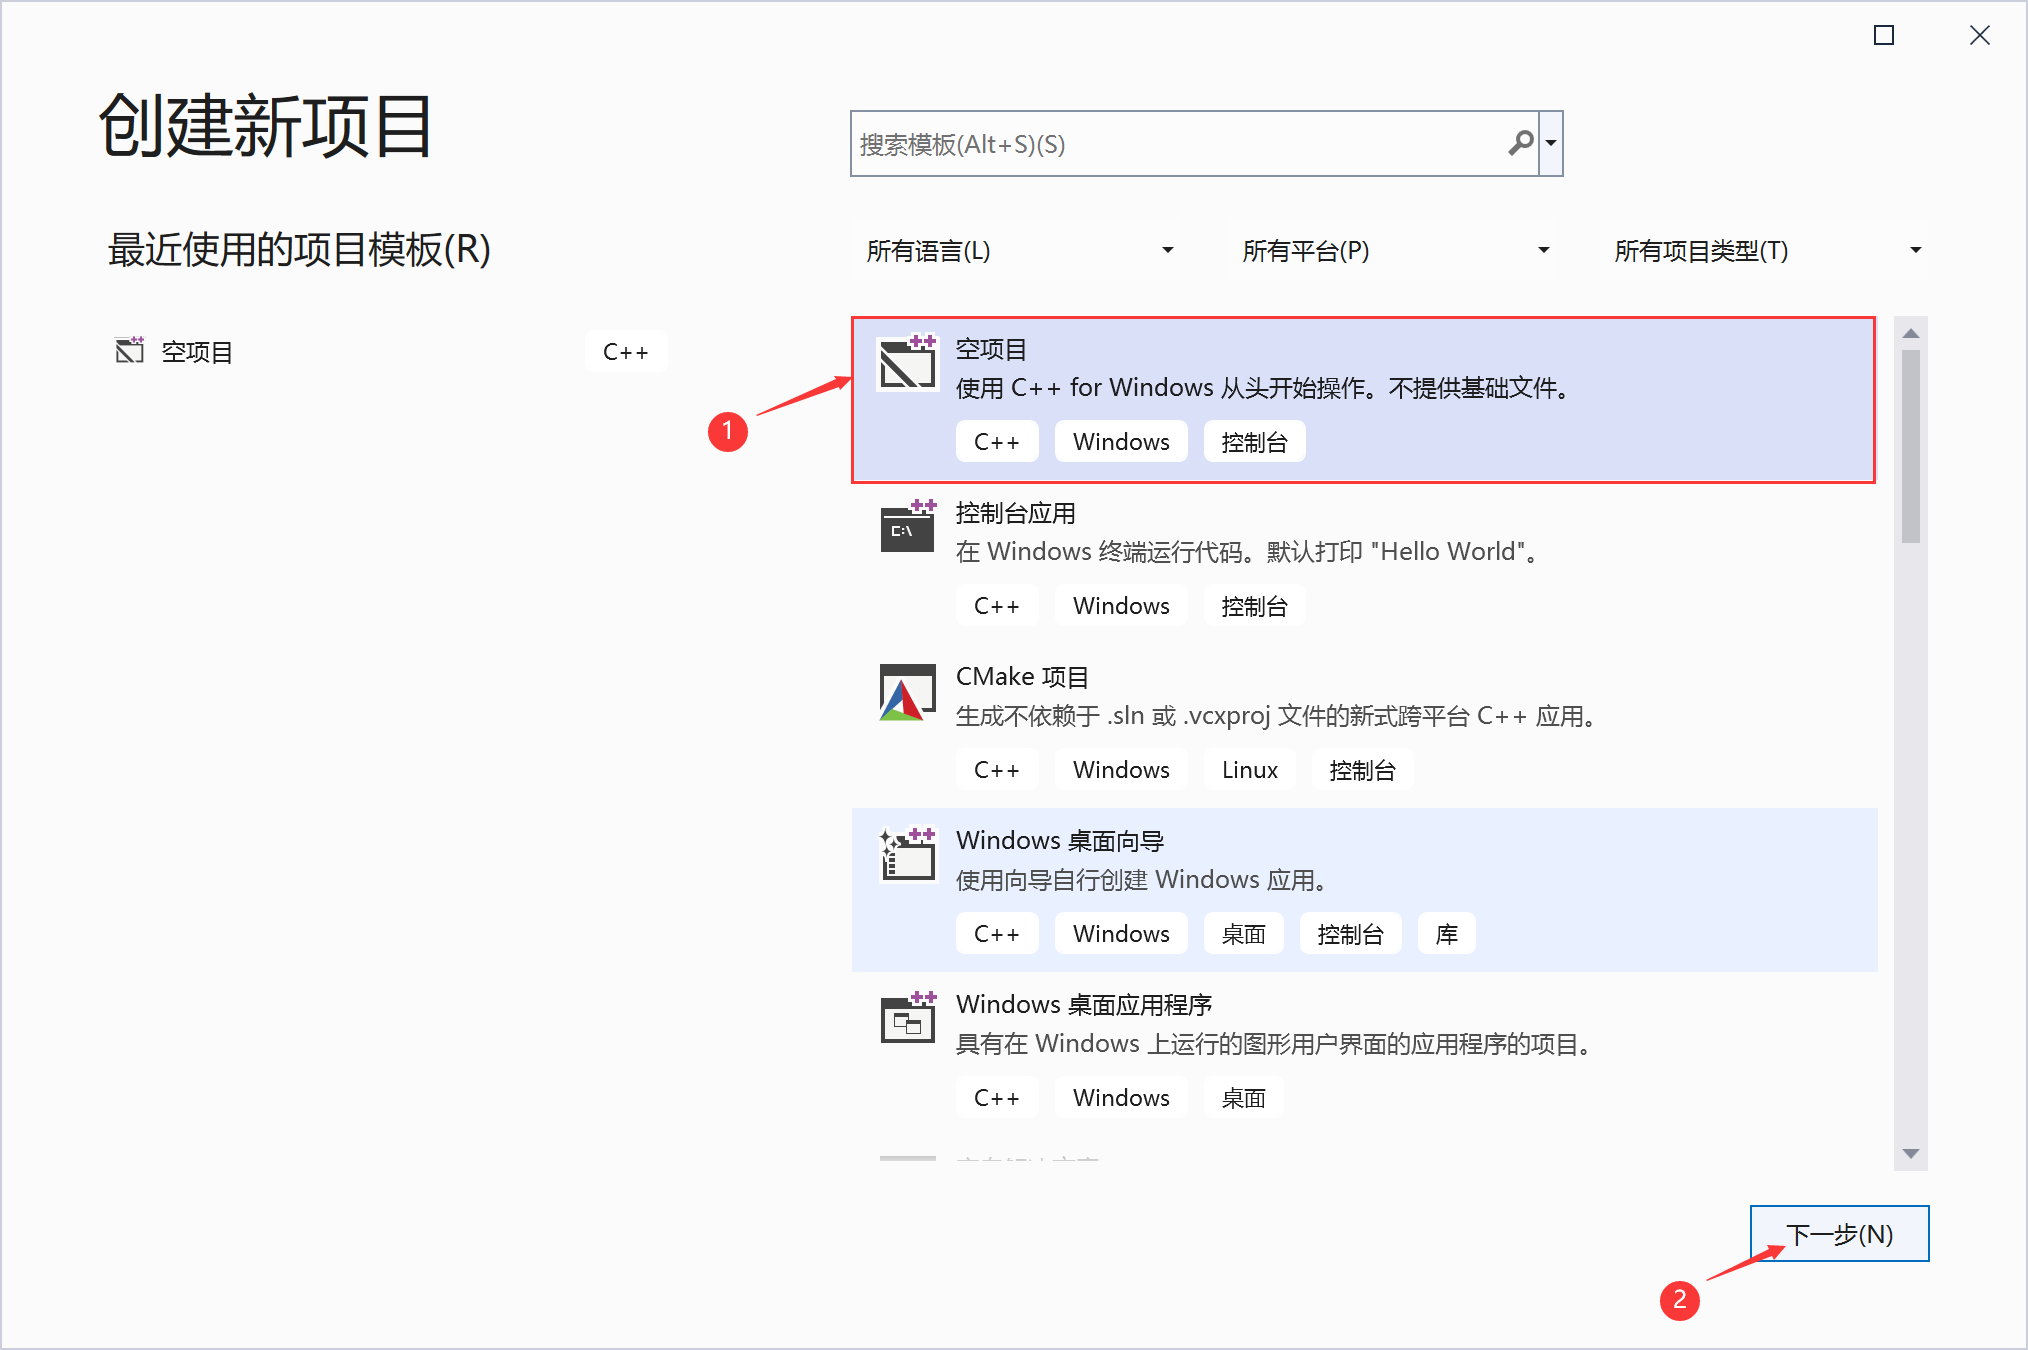 创建新项目
搜索模板(Alt+S)(S)
最近使用的项目模板(R)
所有语言(L) 所有平台(P) 所有项目类型(T)
空项目 C++
空项目
使用 C++ for Windows 从头开始操作。不提供基础文件。
C++ Windows 控制台
1
控制台应用
C:\
在 Windows 终端运行代码。默认打印 "Hello World"。
C++ Windows 控制台
CMake 项目
生成不依赖于 .sln 或 .vcxproj 文件的新式跨平台 C++ 应用。
C++ Windows Linux 控制台
Windows 桌面向导
使用向导自行创建 Windows 应用。
C++ Windows 桌面 控制台 库
Windows 桌面应用程序
具有在 Windows 上运行的图形用户界面的应用程序的项目。
C++ Windows 桌面
下一步(N)
2